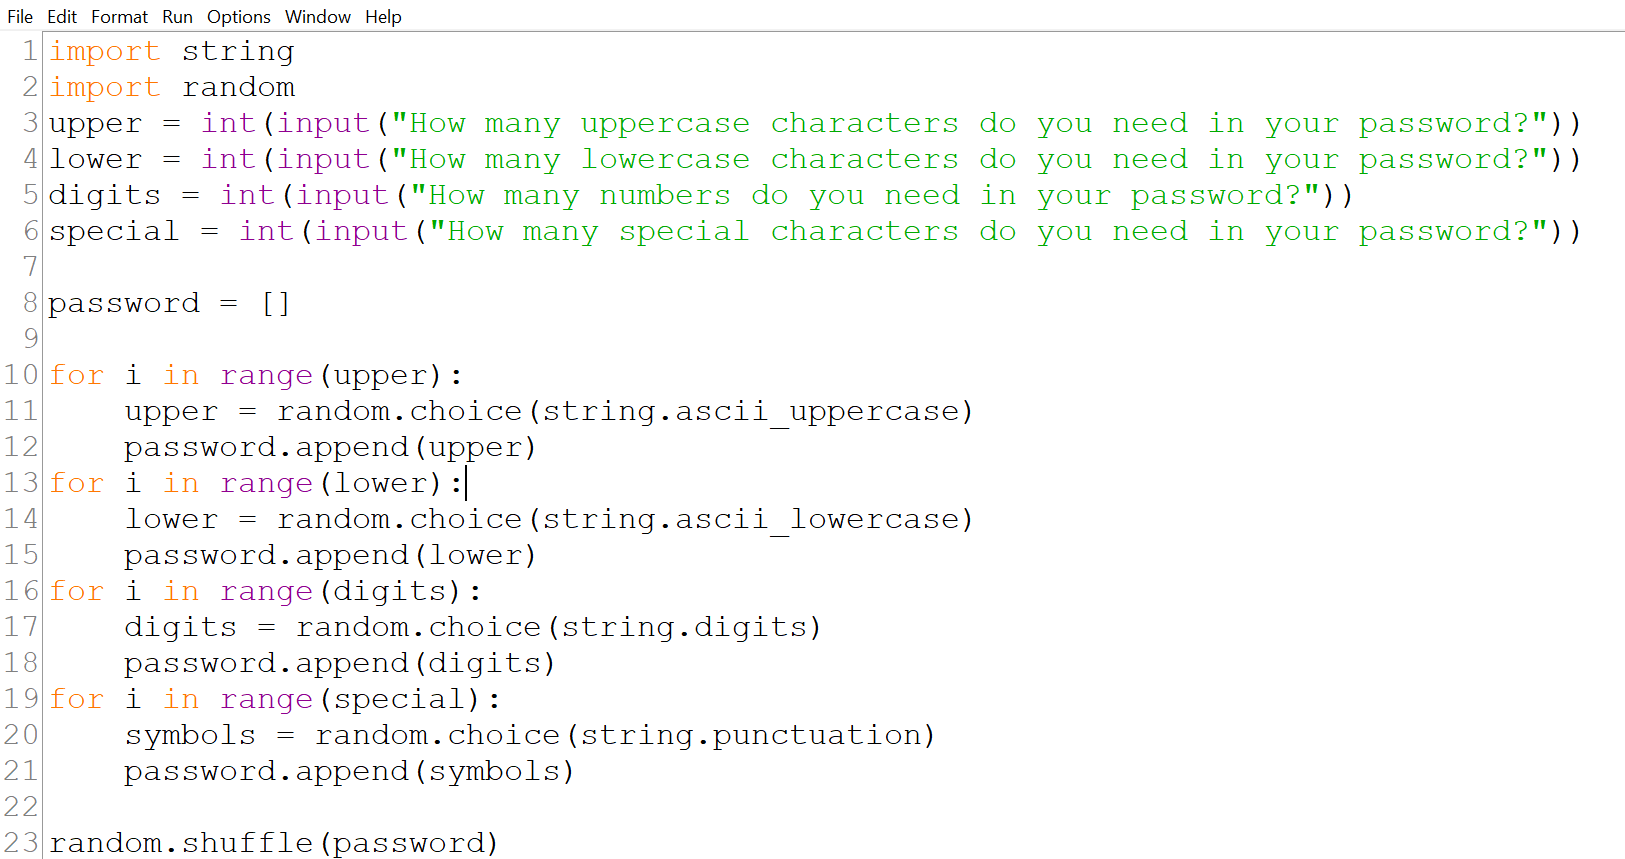 File Edit Format Run Options Window Help
1 import string
2 import random
3 upper = int(input("How many uppercase characters do you need in your password?"))
4 lower = int(input("How many lowercase characters do you need in your password?"))
5 digits = int(input("How many numbers do you need in your password?"))
6 special = int(input("How many special characters do you need in your password?"))
7
8 password = []
9
10 for i in range(upper):
11     upper = random.choice(string.ascii_uppercase)
12     password.append(upper)
13 for i in range(lower):
14     lower = random.choice(string.ascii_lowercase)
15     password.append(lower)
16 for i in range(digits):
17     digits = random.choice(string.digits)
18     password.append(digits)
19 for i in range(special):
20     symbols = random.choice(string.punctuation)
21     password.append(symbols)
22
23 random.shuffle(password)